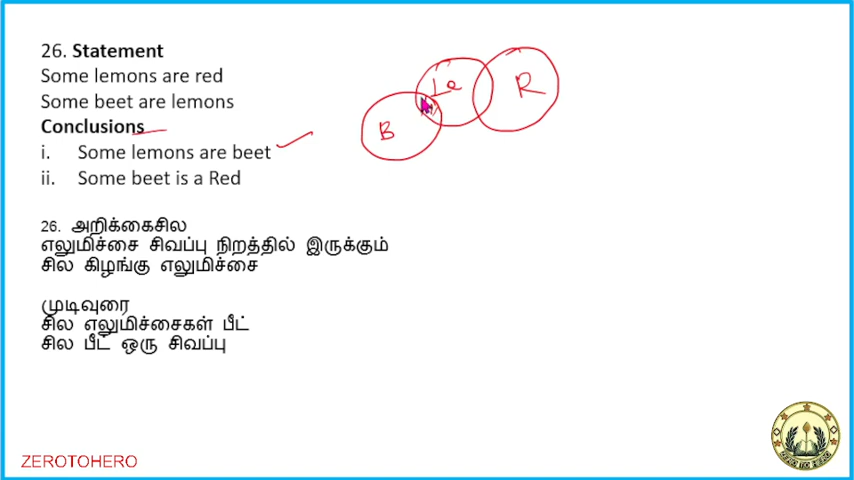 26. Statement
Some lemons are red
Some beet are lemons
Conclusions
i. Some lemons are beet
ii. Some beet is a Red
Le
R
B
26. அறிக்கைசில
எலுமிச்சை சிவப்பு நிறத்தில் இருக்கும்
சில கிழங்கு எலுமிச்சை
முடிவுரை
சில எலுமிச்சைகள் பீட்
சில பீட் ஒரு சிவப்பு
ZEROTOHERO